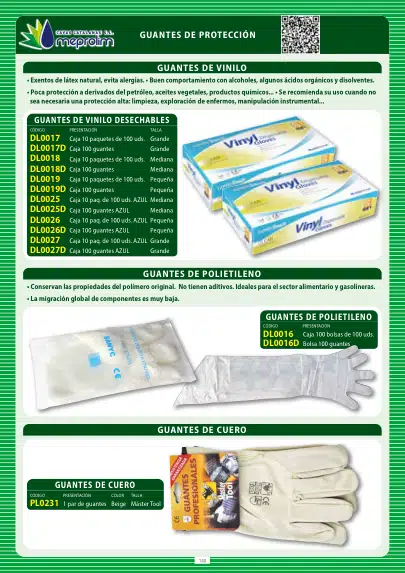 CAVAS CATALANAS S.L.
meprolim
GUANTES DE PROTECCIÓN
GUANTES DE VINILO
• Exentos de látex natural, evita alergias. • Buen comportamiento con alcoholes, algunos ácidos orgánicos y disolventes.
• Poca protección a derivados del petróleo, aceites vegetales, productos químicos... • Se recomienda su uso cuando no
sea necesaria una protección alta: limpieza, exploración de enfermos, manipulación instrumental...
GUANTES DE VINILO DESECHABLES
CÓDIGO PRESENTACIÓN TALLA
DL0017 Caja 10 paquetes de 100 uds. Grande
DL0017D Caja 100 guantes Grande
DL0018 Caja 10 paquetes de 100 uds. Mediana
DL0018D Caja 100 guantes Mediana
DL0019 Caja 10 paquetes de 100 uds. Pequeña
DL0019D Caja 100 guantes Pequeña
DL0025 Caja 10 paq. de 100 uds. AZUL Mediana
DL0025D Caja 100 guantes AZUL Mediana
DL0026 Caja 10 paq. de 100 uds. AZUL Pequeña
DL0026D Caja 100 guantes AZUL Pequeña
DL0027 Caja 10 paq. de 100 uds. AZUL Grande
DL0027D Caja 100 guantes AZUL Grande
Vinyl
Gloves
Vinyl
Gloves
GUANTES DE POLIETILENO
• Conservan las propiedades del polímero original. No tienen aditivos. Ideales para el sector alimentario y gasolineras.
• La migración global de componentes es muy baja.
GUANTES DE POLIETILENO
CÓDIGO PRESENTACIÓN
DL0016 Caja 100 bolsas de 100 uds.
DL0016D Bolsa 100 guantes
SANYC CE
GUANTES DE CUERO
GUANTES DE CUERO
CÓDIGO PRESENTACIÓN COLOR TALLA
PL0231 1 par de guantes Beige Máster Tool
GUANTES
PROFESIONALES
Tool